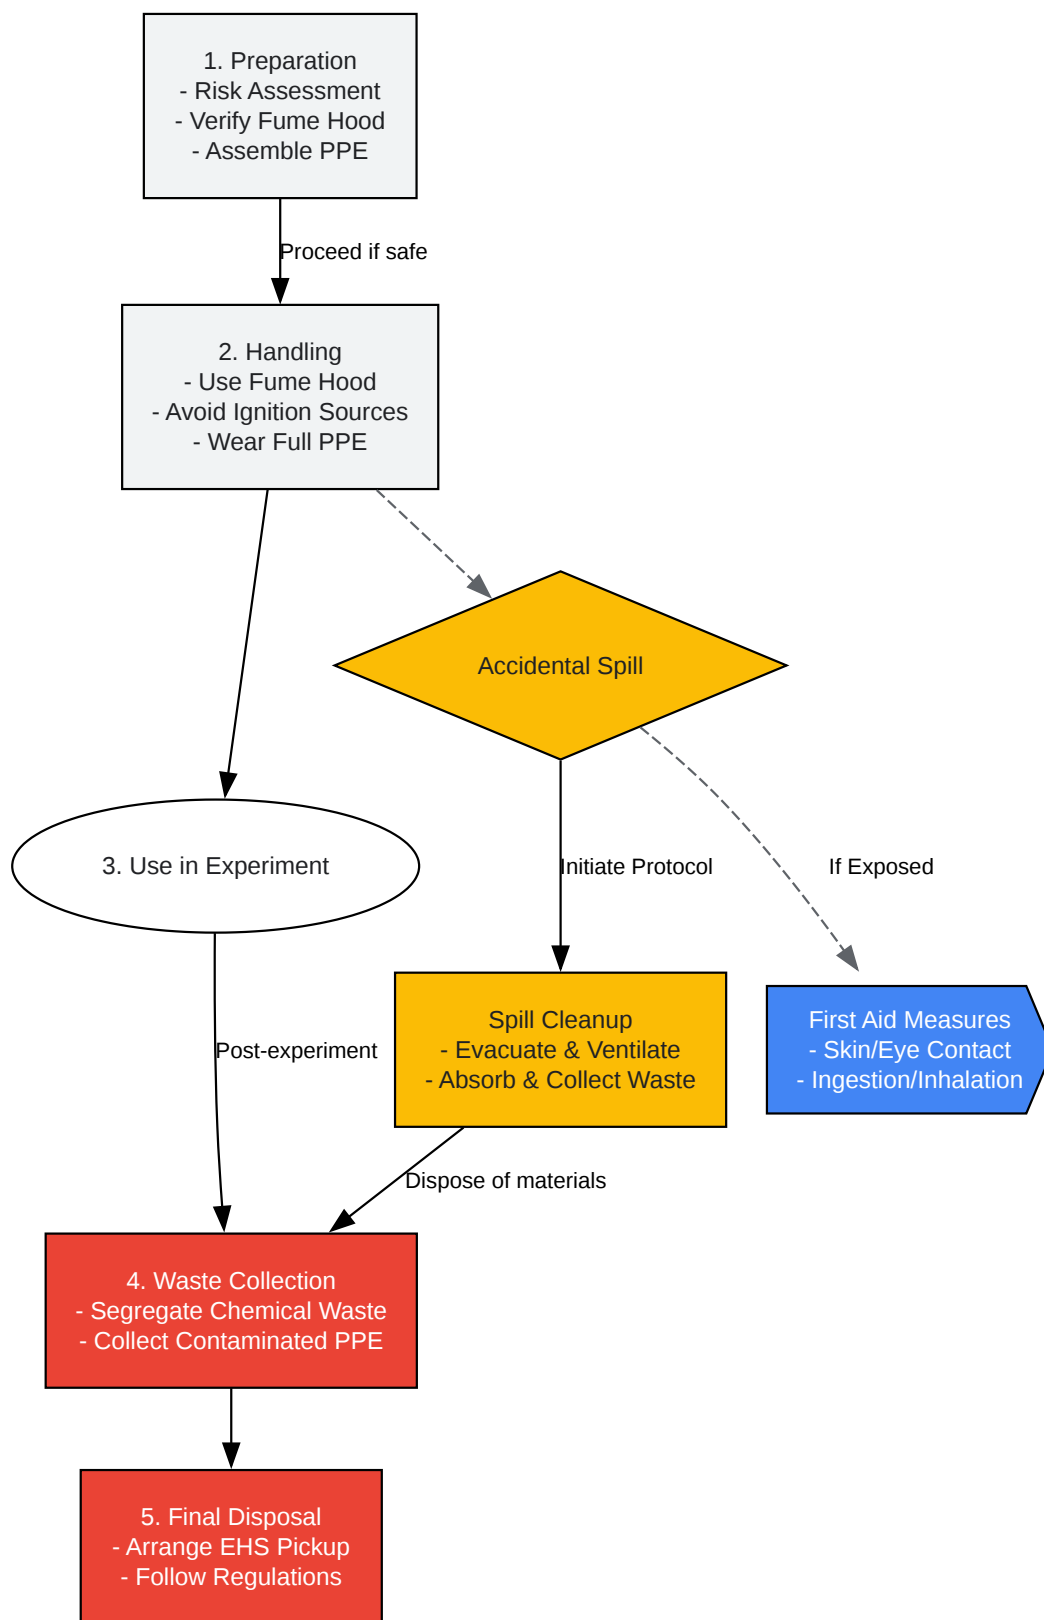 1. Preparation
- Risk Assessment
- Verify Fume Hood
- Assemble PPE
Proceed if safe
2. Handling
- Use Fume Hood
- Avoid Ignition Sources
- Wear Full PPE
Accidental Spill
3. Use in Experiment
Initiate Protocol
If Exposed
Spill Cleanup
- Evacuate & Ventilate
- Absorb & Collect Waste
First Aid Measures
- Skin/Eye Contact
- Ingestion/Inhalation
Post-experiment
Dispose of materials
4. Waste Collection
- Segregate Chemical Waste
- Collect Contaminated PPE
5. Final Disposal
- Arrange EHS Pickup
- Follow Regulations